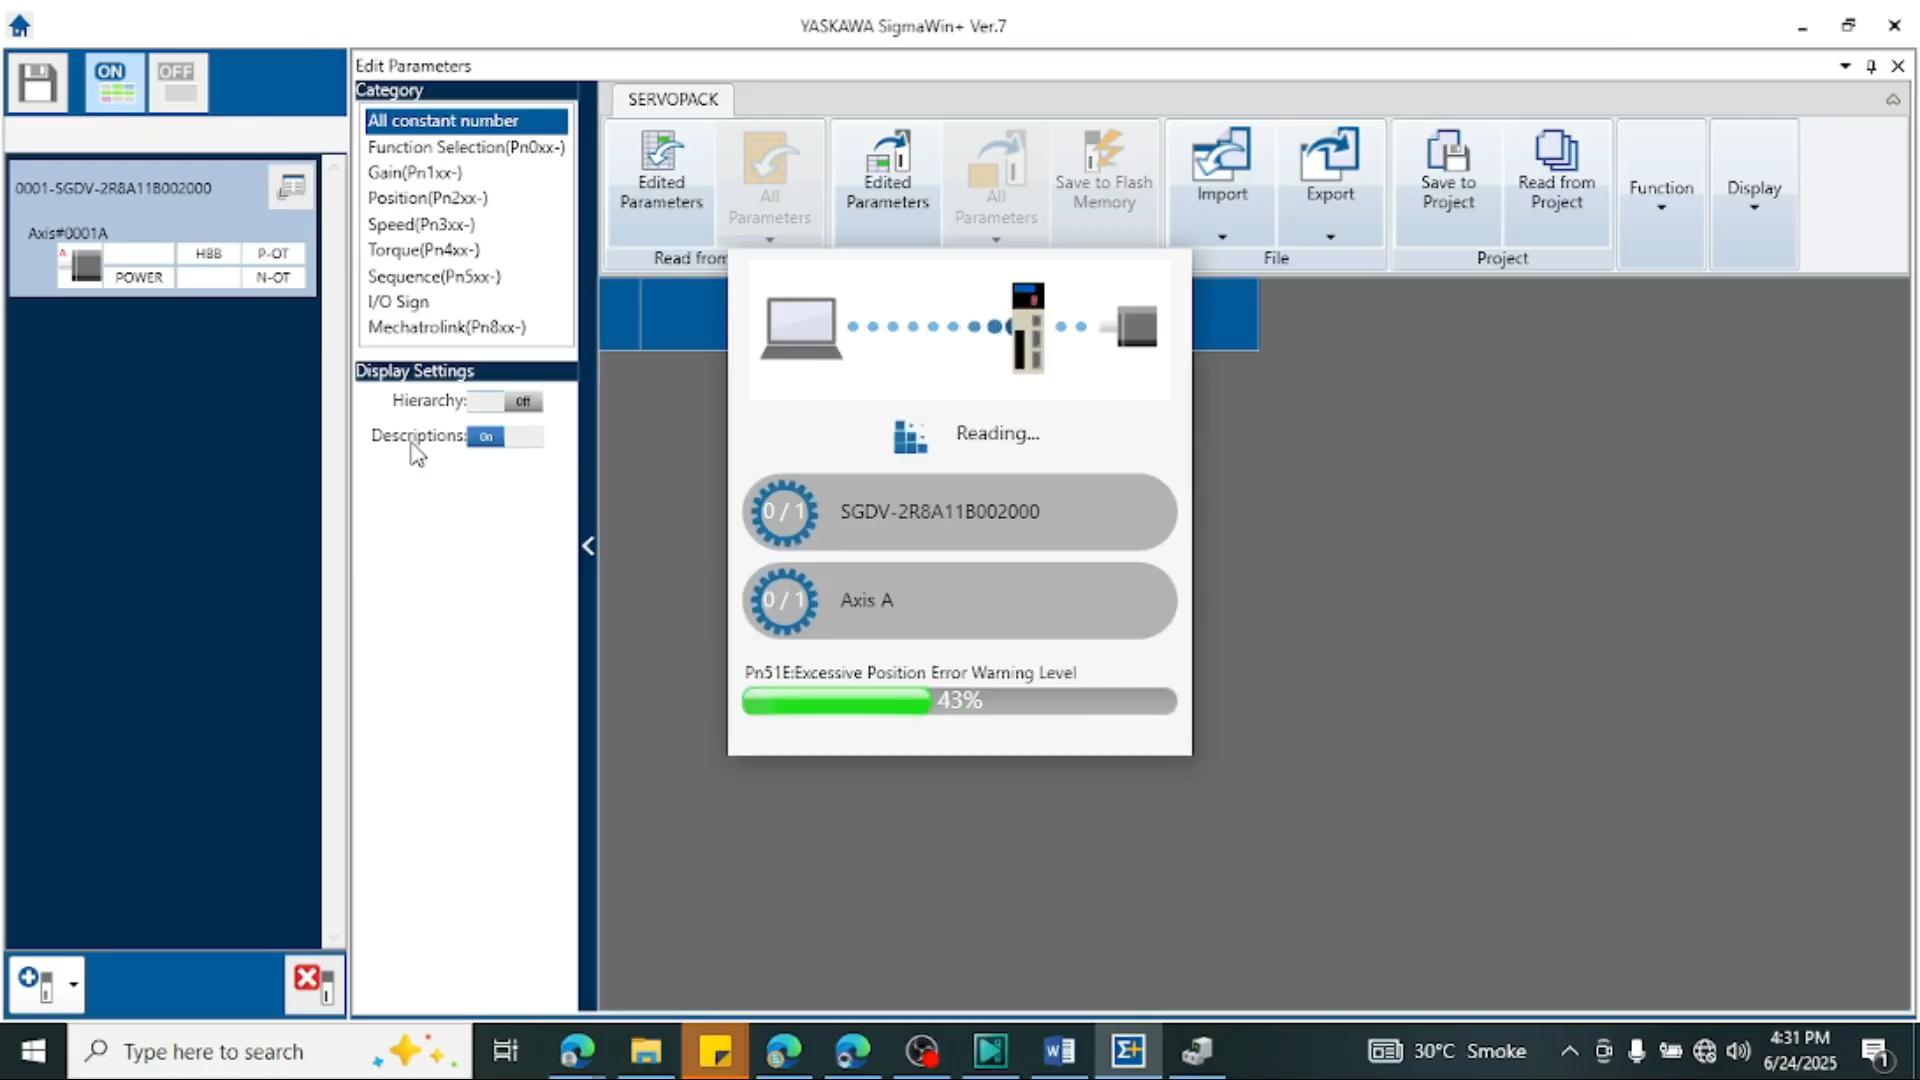 YASKAWA SigmaWin+ Ver.7
ON
OFF
0001-SGDV-2R8A11B002000
Axis#0001A
A
HBB
P-OT
POWER
N-OT
Edit Parameters
Category
All constant number
Function Selection(Pn0xx-)
Gain(Pn1xx-)
Position(Pn2xx-)
Speed(Pn3xx-)
Torque(Pn4xx-)
Sequence(Pn5xx-)
I/O Sign
Mechatrolink(Pn8xx-)
Display Settings
Hierarchy:
Off
Descriptions:
On
SERVOPACK
Edited
Parameters
All
Parameters
Edited
Parameters
All
Parameters
Save to Flash
Memory
Import
Export
Save to
Project
Read from
Project
Function
Display
Read from
File
Project
Reading...
0 / 1
SGDV-2R8A11B002000
0 / 1
Axis A
Pn51E:Excessive Position Error Warning Level
43%
Type here to search
30°C Smoke
4:31 PM
6/24/2025
1